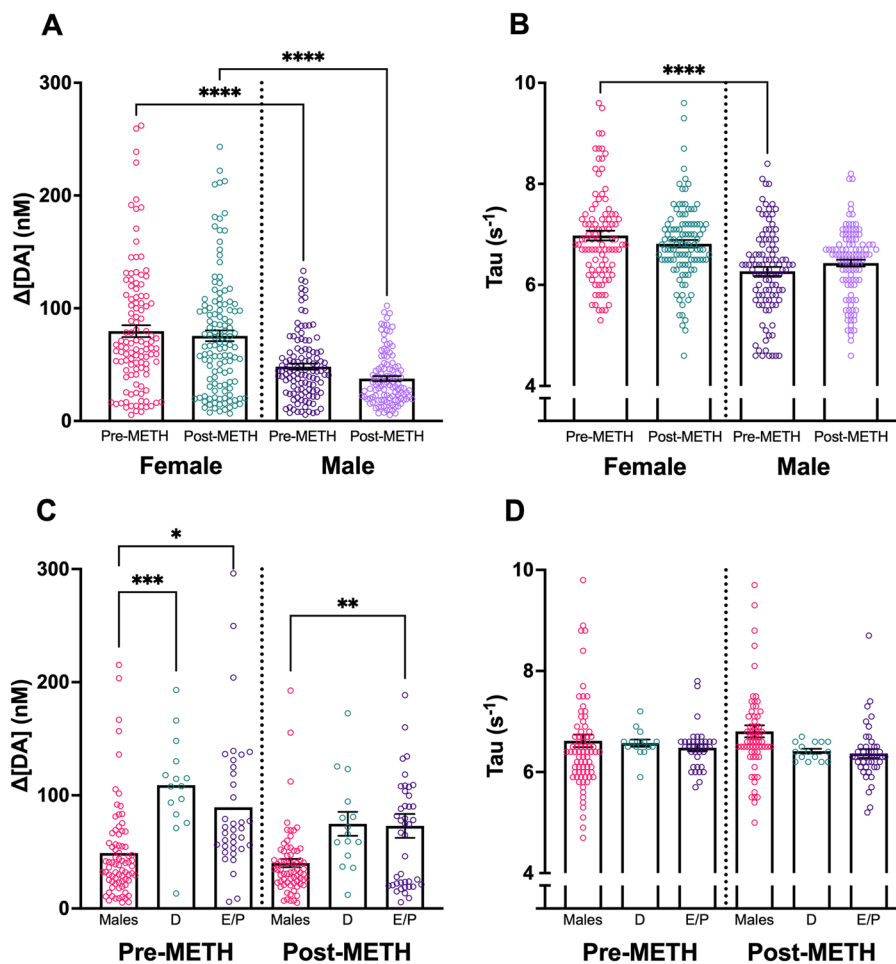 A
300
200
100
0
Δ[DA] (nM)
****
****
Pre-METH Post-METH Pre-METH Post-METH
Female Male
B
10
8
6
4
Tau (s-1)
****
Pre-METH Post-METH Pre-METH Post-METH
Female Male
C
300
200
100
0
Δ[DA] (nM)
*
***
**
Males D E/P Males D E/P
Pre-METH Post-METH
D
10
8
6
4
Tau (s-1)
Males D E/P Males D E/P
Pre-METH Post-METH